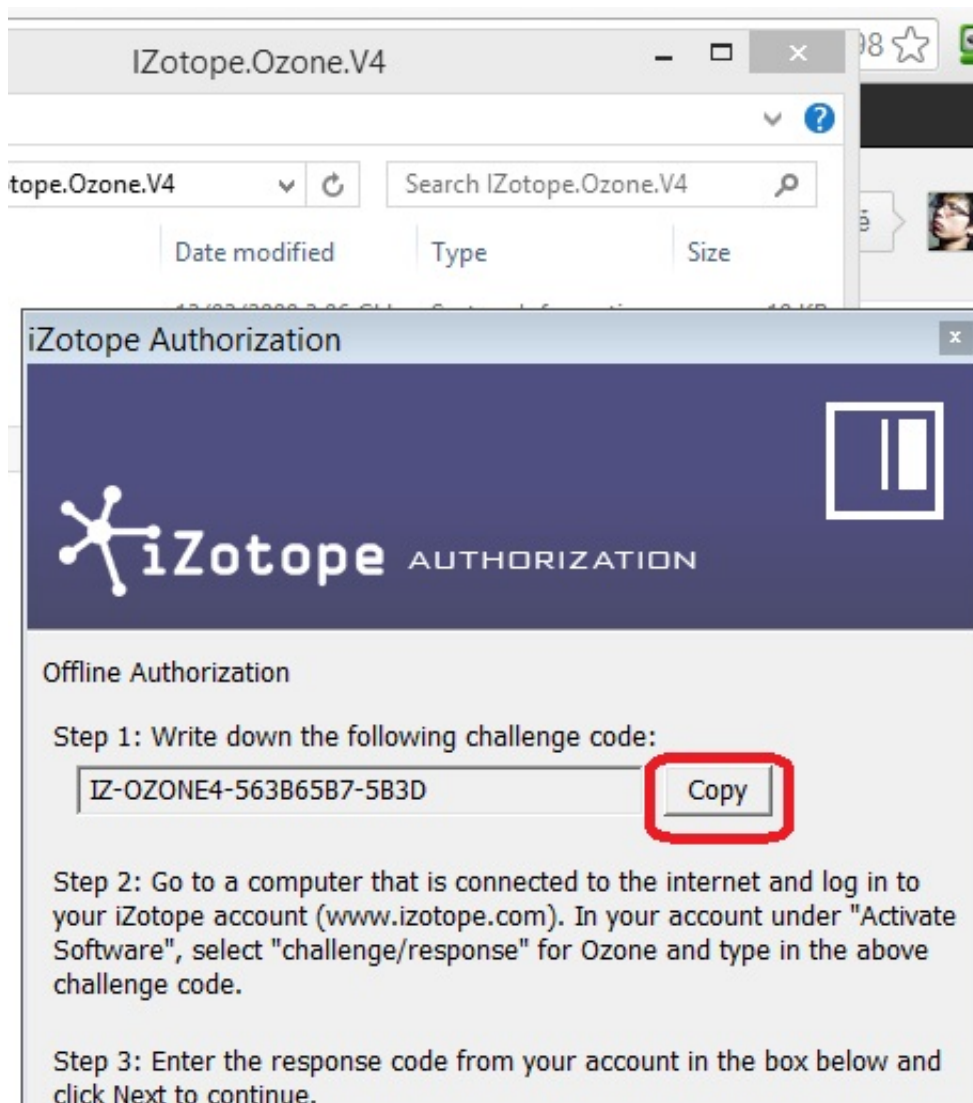 IZotope.Ozone.V4
98
tope.Ozone.V4
Search IZotope.Ozone.V4
Date modified Type Size
iZotope Authorization
iZotope AUTHORIZATION
Offline Authorization
Step 1: Write down the following challenge code:
IZ-OZONE4-563B65B7-5B3D Copy
Step 2: Go to a computer that is connected to the internet and log in to
your iZotope account (www.izotope.com). In your account under "Activate
Software", select "challenge/response" for Ozone and type in the above
challenge code.
Step 3: Enter the response code from your account in the box below and
click Next to continue.